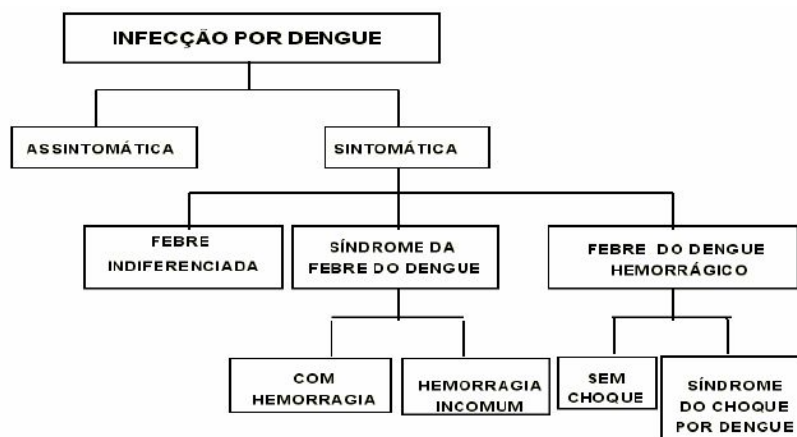 INFECÇÃO POR DENGUE
ASSINTOMÁTICA
SINTOMÁTICA
FEBRE
INDIFERENCIADA
SÍNDROME DA
FEBRE DO DENGUE
FEBRE DO DENGUE
HEMORRÁGICO
COM
HEMORRAGIA
HEMORRAGIA
INCOMUM
SEM
CHOQUE
SÍNDROME
DO CHOQUE
POR DENGUE